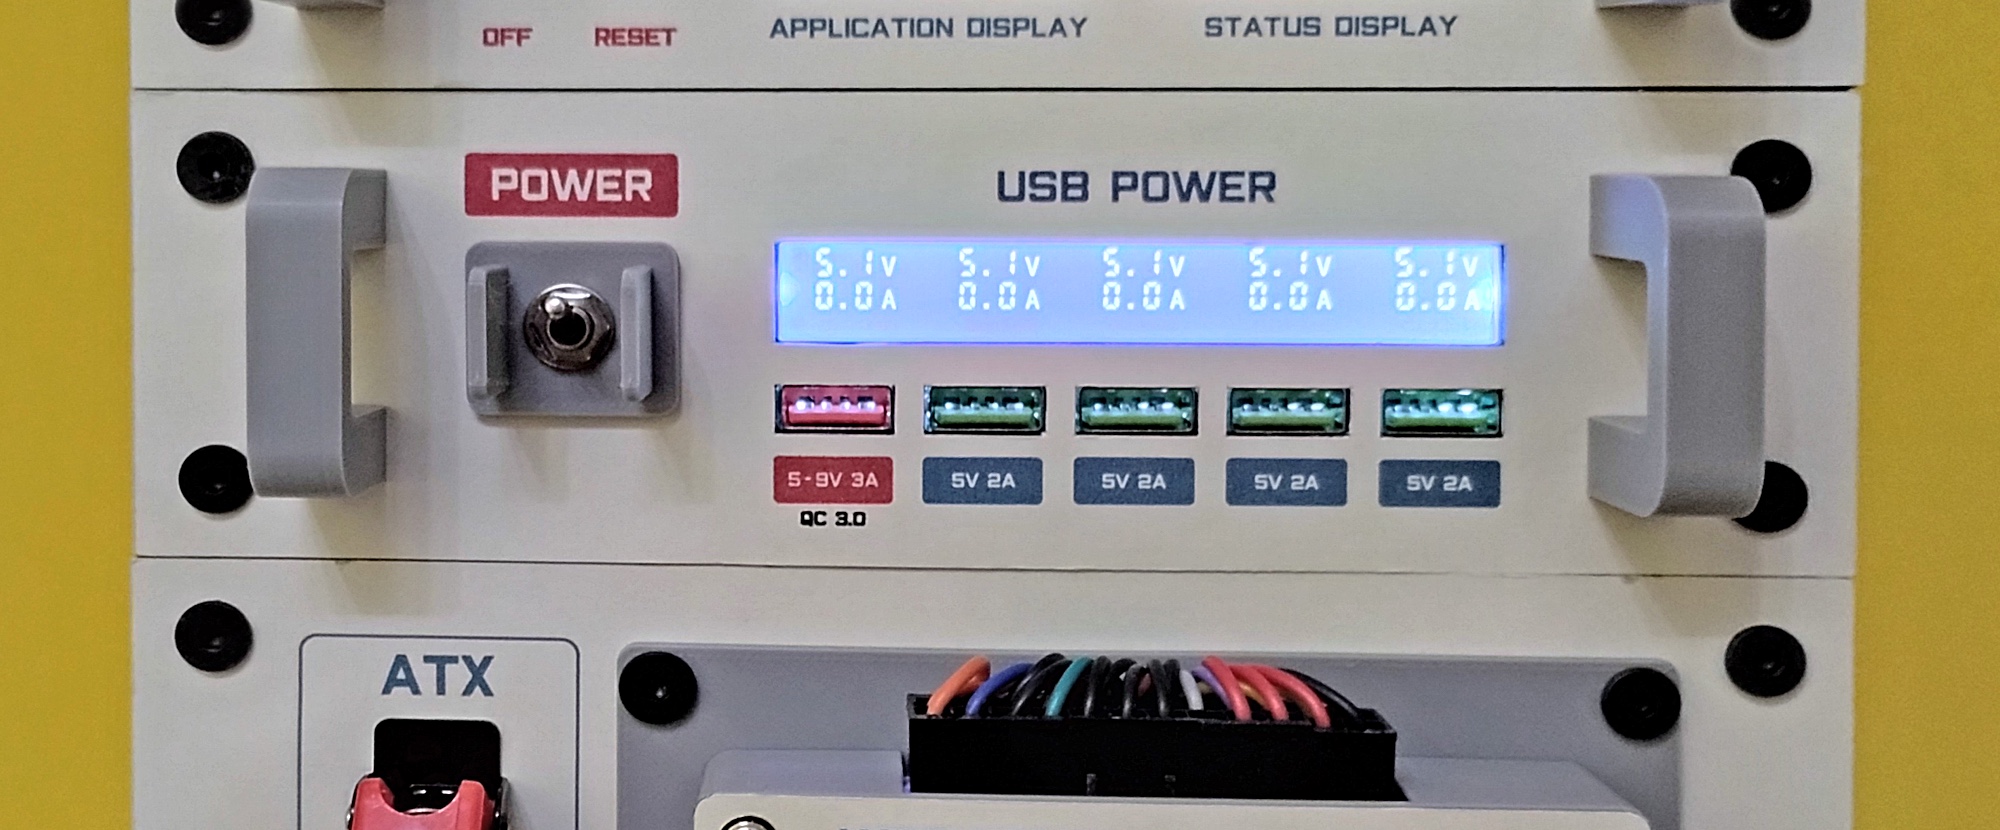 OFF RESET APPLICATION DISPLAY STATUS DISPLAY
POWER
USB POWER
5.1V 5.1V 5.1V 5.1V 5.1V
0.0A 0.0A 0.0A 0.0A 0.0A
5-9V 3A 5V 2A 5V 2A 5V 2A 5V 2A
QC 3.0
ATX